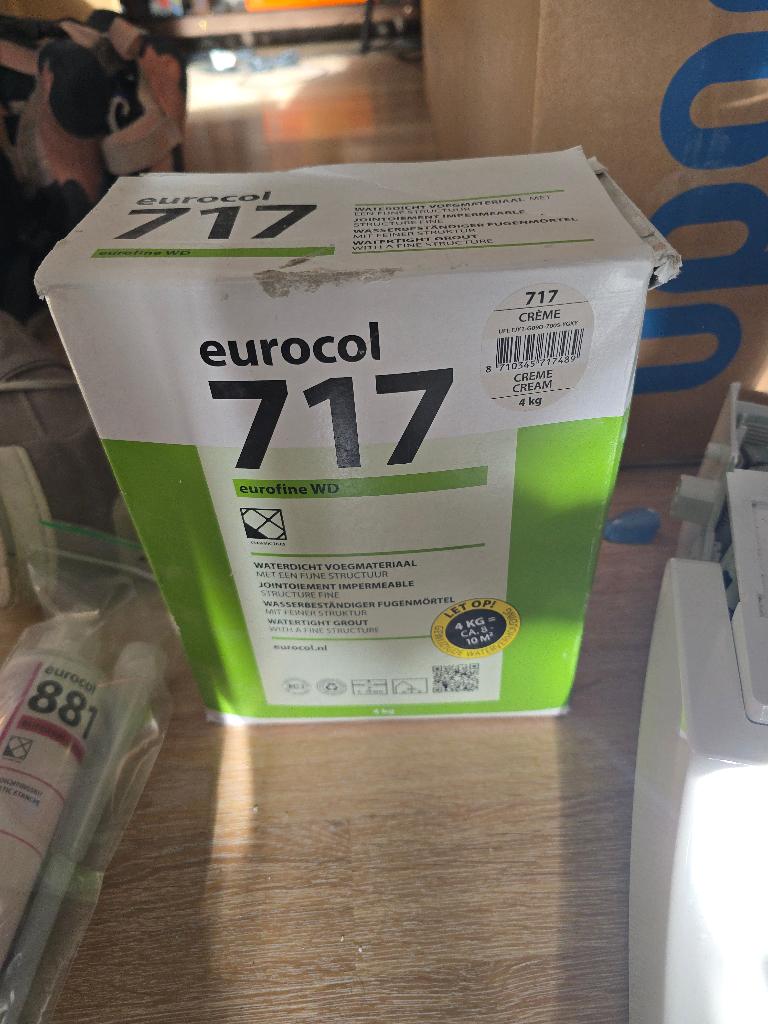 eurocol
717
eurofine WD
WATERDICHT VOEGMATERIAAL MET
EEN FIJNE STRUCTUUR
JOINTOIEMENT IMPERMEABLE
STRUCTURE FINE
WASSERBESTÄNDIGER FUGENMÖRTEL
MIT FEINER STRUKTUR
WATERTIGHT GROUT
WITH A FINE STRUCTURE
717
CRÈME
8 710345 717489
CREME
CREAM
4 kg
eurocol
717
eurofine WD
WATERDICHT VOEGMATERIAAL
MET EEN FIJNE STRUCTUUR
JOINTOIEMENT IMPERMEABLE
STRUCTURE FINE
WASSERBESTÄNDIGER FUGENMÖRTEL
MIT FEINER STRUKTUR
WATERTIGHT GROUT
WITH A FINE STRUCTURE
eurocol.nl
LET OP!
4 KG =
CA. 8 -
10 M²
4 kg
eurocol
881